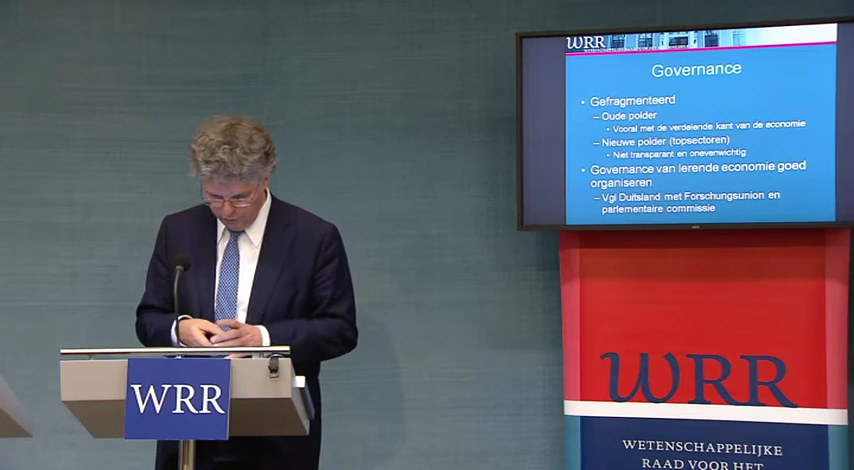 WRR
Governance
• Gefragmenteerd
– Oude polder
• Vooral met de verdelende kant van de economie
– Nieuwe polder (topsectoren)
• Niet transparant en onevenwichtig
• Governance van lerende economie goed
organiseren
– Vgl Duitsland met Forschungsunion en
parlementaire commissie
WRR
WRR
WETENSCHAPPELIJKE
RAAD VOOR HET